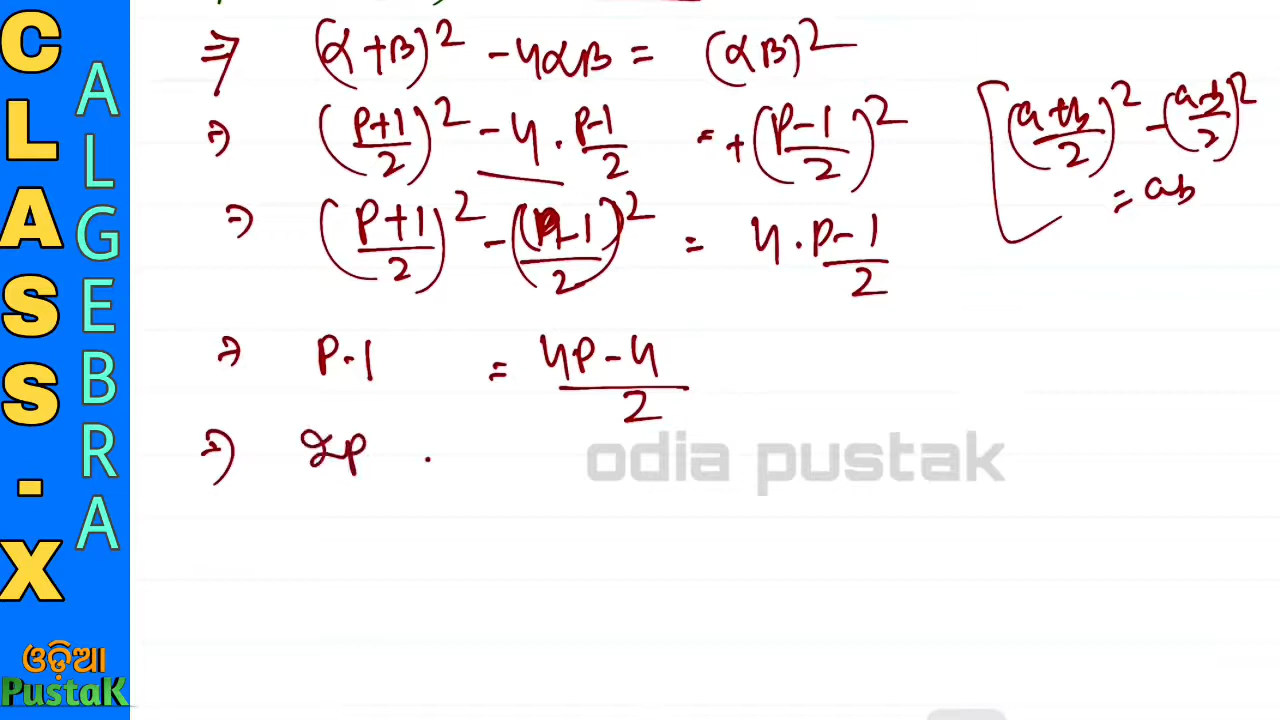 CLASS-X
ALGEBRA
ଓଡ଼ିଆ
PustaK
⇒ (α+β)² - 4αβ = (αβ)²
⇒ ((P+1)/2)² - 4 · (P-1)/2 = +((P-1)/2)²
[((a+b)/2)² - ((a-b)/2)²
= ab
⇒ ((P+1)/2)² - ((P-1)/2)² = 4 · (P-1)/2
⇒ P-1 = (4P-4)/2
⇒ 2P
odia pustak